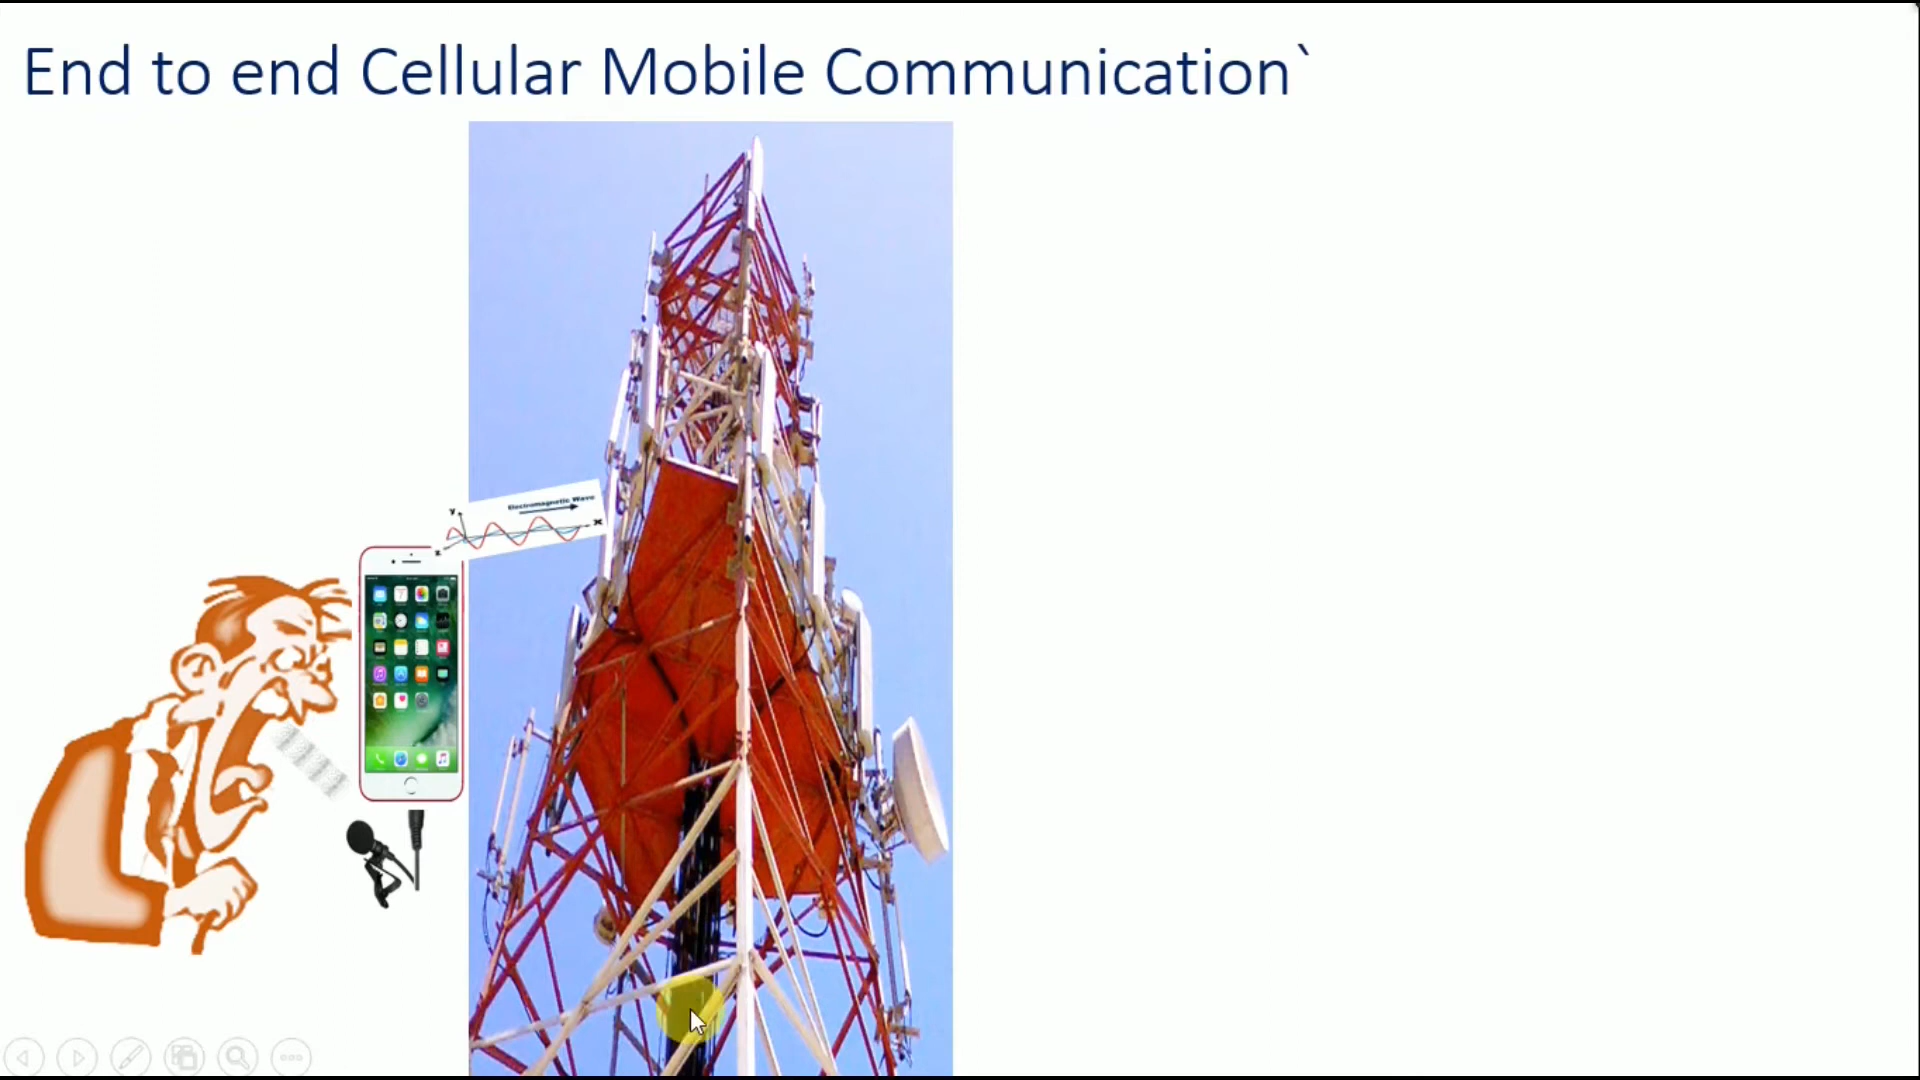 End to end Cellular Mobile Communication`
Electromagnetic Wave
y
x
z